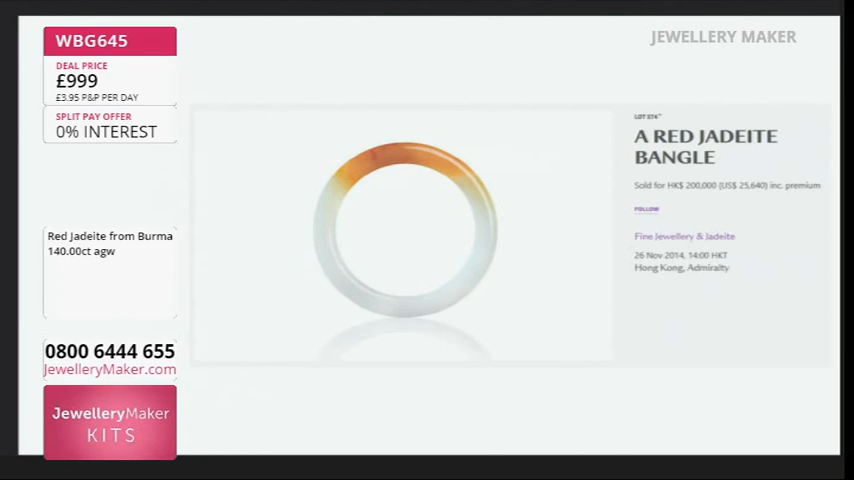 WBG645
DEAL PRICE
£999
£3.95 P&P PER DAY
SPLIT PAY OFFER
0% INTEREST
Red Jadeite from Burma
140.00ct agw
0800 6444 655
JewelleryMaker.com
JewelleryMaker
KITS
JEWELLERY MAKER
A RED JADEITE
BANGLE
Sold for HK$ 200,000 (US$ 25,640) inc. premium
FOLLOW
Fine Jewellery & Jadeite
26 Nov 2014, 14:00 HKT
Hong Kong, Admiralty